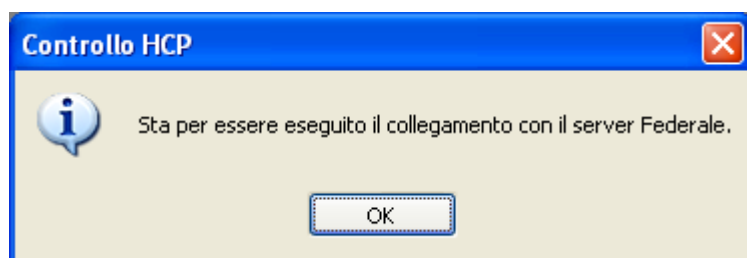 Controllo HCP
Sta per essere eseguito il collegamento con il server Federale.
OK